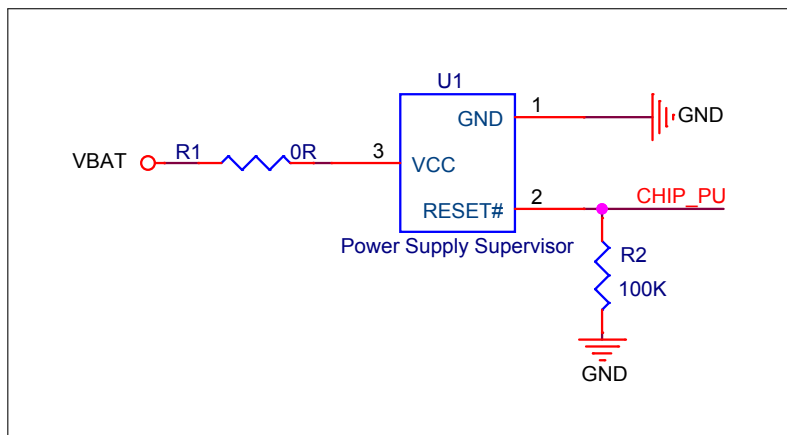 U1
1
GND
GND
VBAT
R1
0R
3
VCC
2
CHIP_PU
RESET#
Power Supply Supervisor
R2
100K
GND